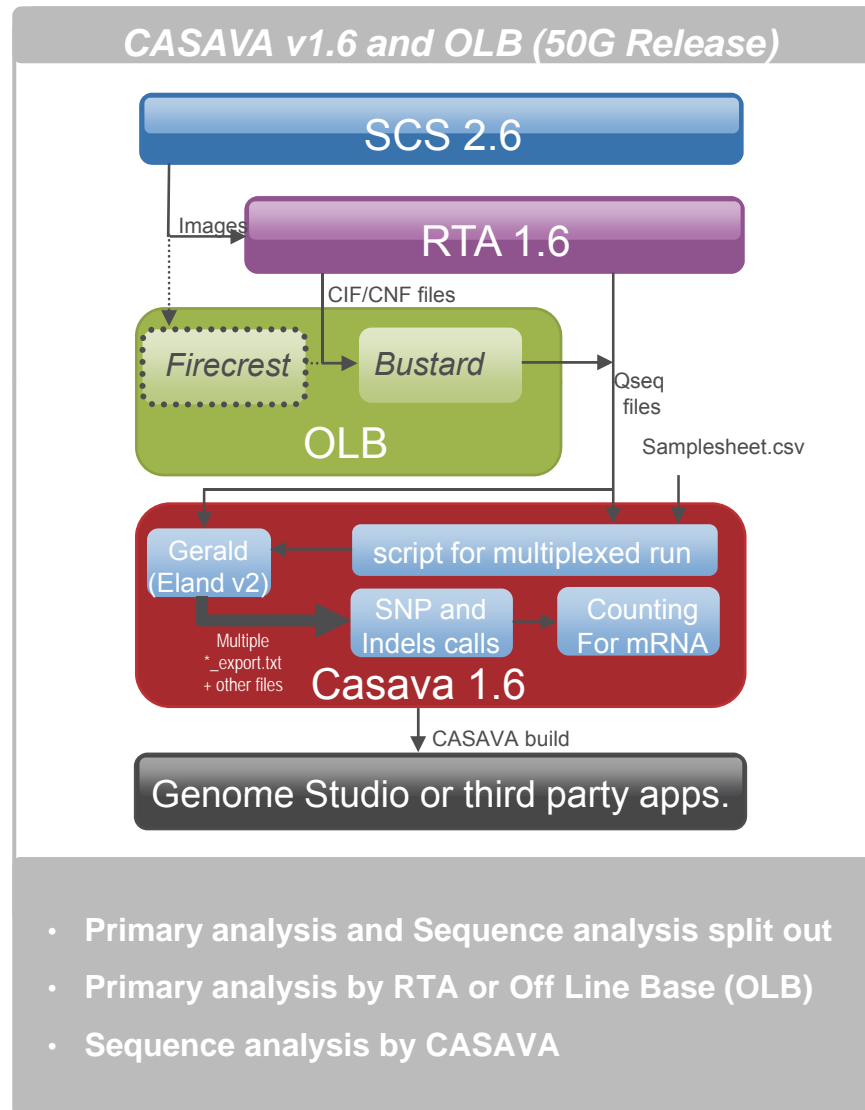 CASAVA v1.6 and OLB (50G Release)
SCS 2.6
Images
RTA 1.6
CIF/CNF files
Firecrest
Bustard
Qseq
files
OLB
Samplesheet.csv
Gerald
(Eland v2)
script for multiplexed run
SNP and
Indels calls
Counting
For mRNA
Multiple
*_export.txt
+ other files
Casava 1.6
CASAVA build
Genome Studio or third party apps.
• Primary analysis and Sequence analysis split out
• Primary analysis by RTA or Off Line Base (OLB)
• Sequence analysis by CASAVA